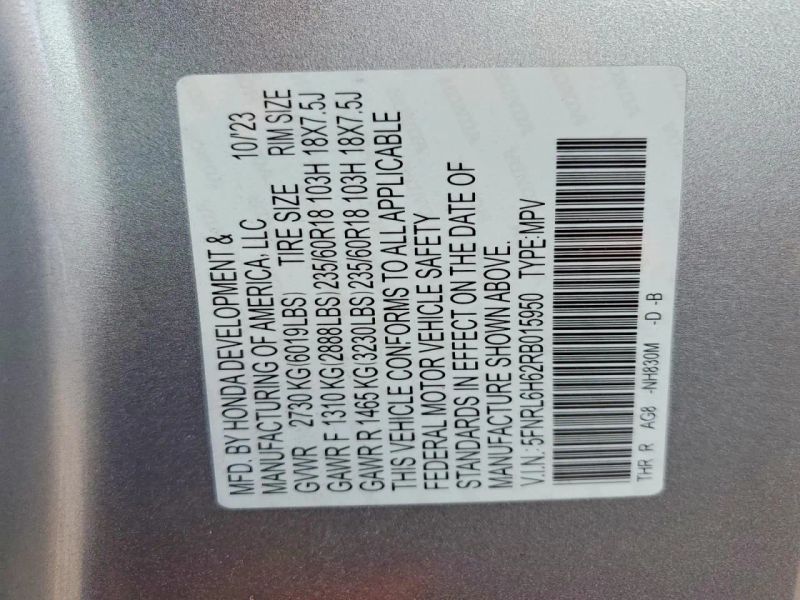 MFD. BY HONDA DEVELOPMENT &
MANUFACTURING OF AMERICA, LLC 10/'23
GVWR 2730 KG(6019LBS) TIRE SIZE RIM SIZE
GAWR F 1310 KG(2888LBS)235/60R18 103H 18X7.5J
GAWR R 1465 KG(3230LBS)235/60R18 103H 18X7.5J
THIS VEHICLE CONFORMS TO ALL APPLICABLE
FEDERAL MOTOR VEHICLE SAFETY
STANDARDS IN EFFECT ON THE DATE OF
MANUFACTURE SHOWN ABOVE.
V.I.N.: 5FNRL6H62RB015950 TYPE:MPV
THR R AG8 -NH830M -D -B